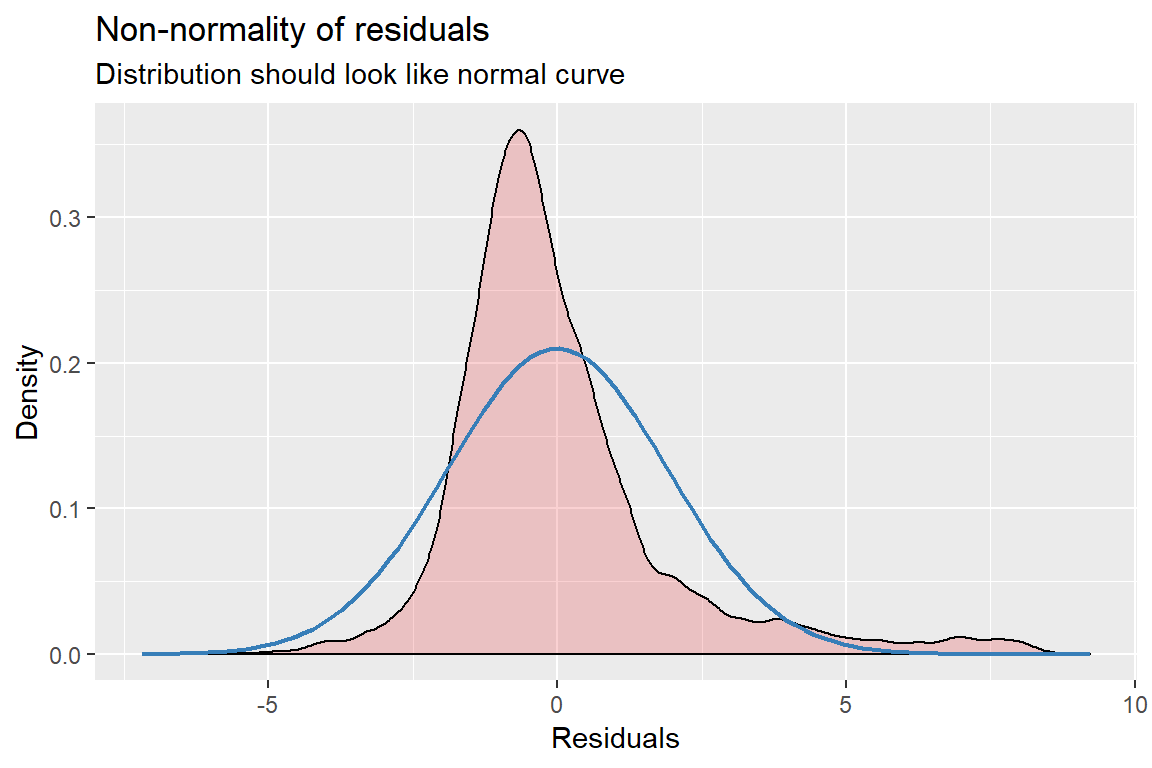 Non-normality of residuals
Distribution should look like normal curve
Density
0.3
0.2
0.1
0.0
-5
0
5
10
Residuals